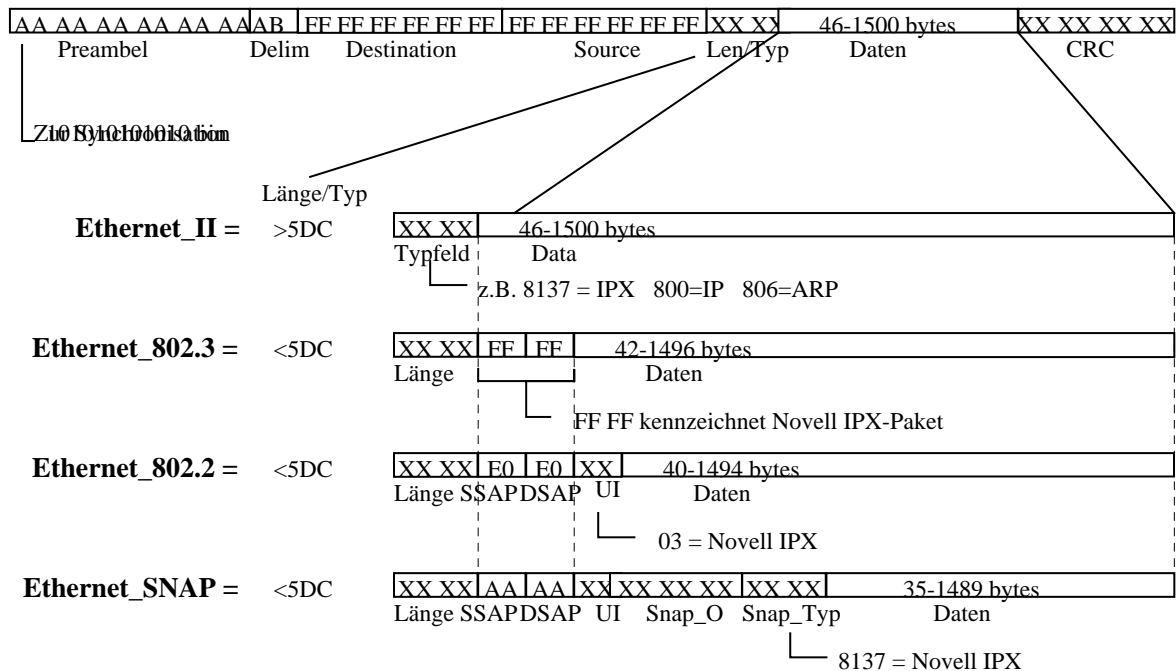 AA AA AA AA AA AA AB FF FF FF FF FF FF FF FF FF FF FF FF XX XX 46-1500 bytes XX XX XX XX
Preambel Delim Destination Source Len/Typ Daten CRC
Zur Synchronisation
101010101010 bin
Länge/Typ
Ethernet_II = >5DC XX XX 46-1500 bytes
Typfeld Data
z.B. 8137 = IPX 800=IP 806=ARP
Ethernet_802.3 = <5DC XX XX FF FF 42-1496 bytes
Länge Daten
FF FF kennzeichnet Novell IPX-Paket
Ethernet_802.2 = <5DC XX XX E0 E0 XX 40-1494 bytes
Länge SSAP DSAP UI Daten
03 = Novell IPX
Ethernet_SNAP = <5DC XX XX AA AA XX XX XX XX XX XX 35-1489 bytes
Länge SSAP DSAP UI Snap_O Snap_Typ Daten
8137 = Novell IPX